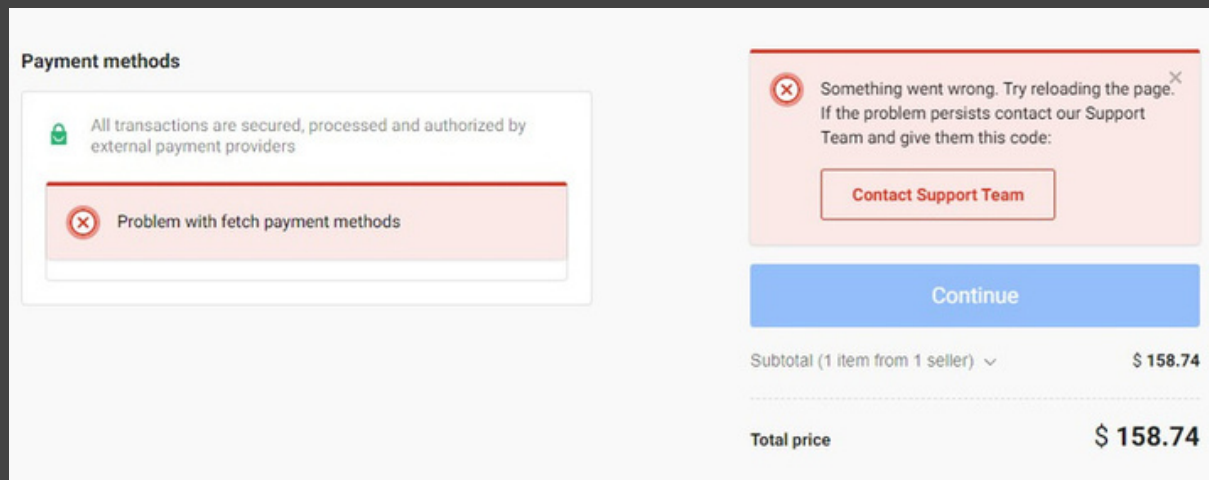 Payment methods
All transactions are secured, processed and authorized by
external payment providers
Problem with fetch payment methods
Something went wrong. Try reloading the page.
If the problem persists contact our Support
Team and give them this code:
Contact Support Team
Continue
Subtotal (1 item from 1 seller) $ 158.74
Total price $ 158.74